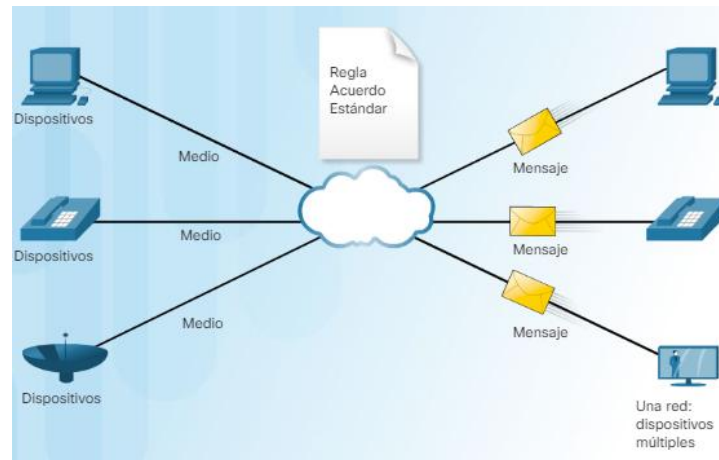 Regla
Acuerdo
Estándar
Dispositivos
Medio
Mensaje
Dispositivos
Medio
Mensaje
Medio
Mensaje
Dispositivos
Una red:
dispositivos
múltiples